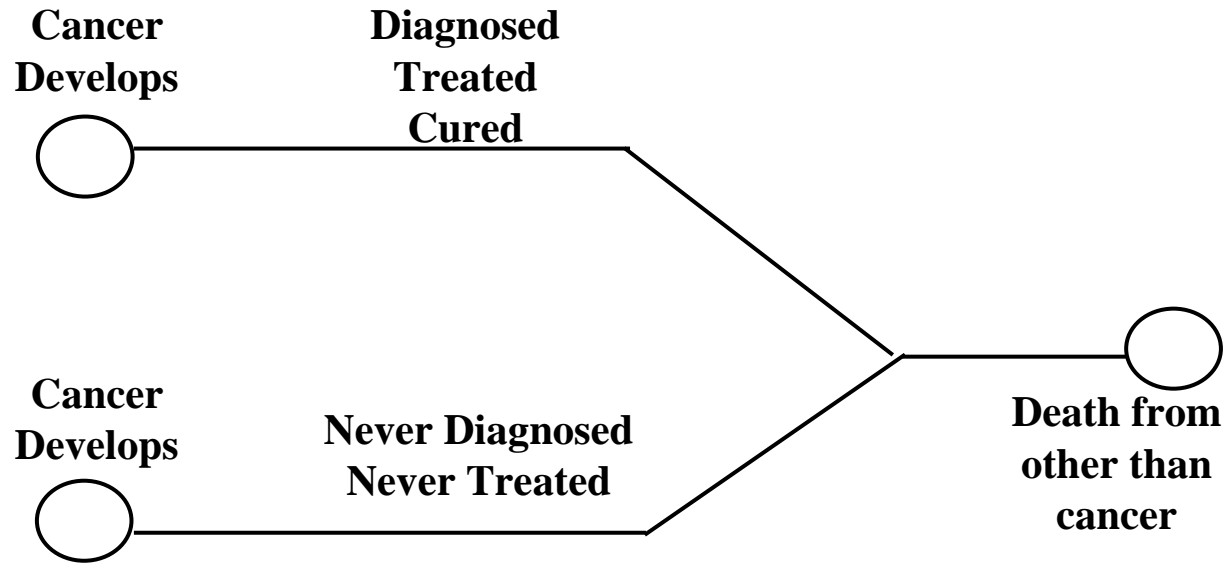 Cancer
Develops
Diagnosed
Treated
Cured
Cancer
Develops
Never Diagnosed
Never Treated
Death from
other than
cancer